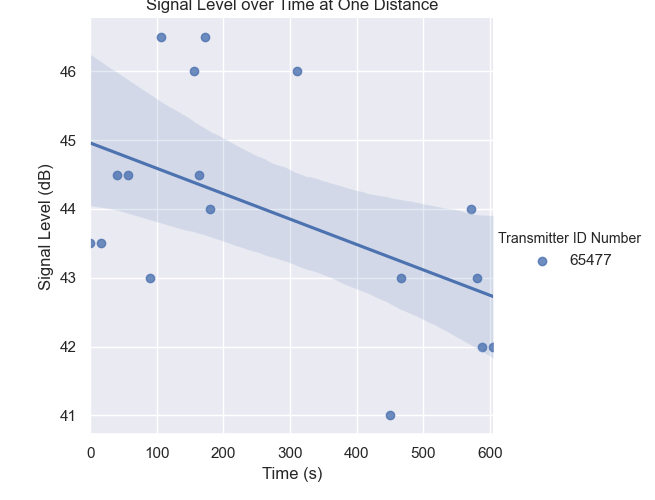 Signal Level over Time at One Distance
46
45
44
43
42
41
Signal Level (dB)
0 100 200 300 400 500 600
Time (s)
Transmitter ID Number
65477